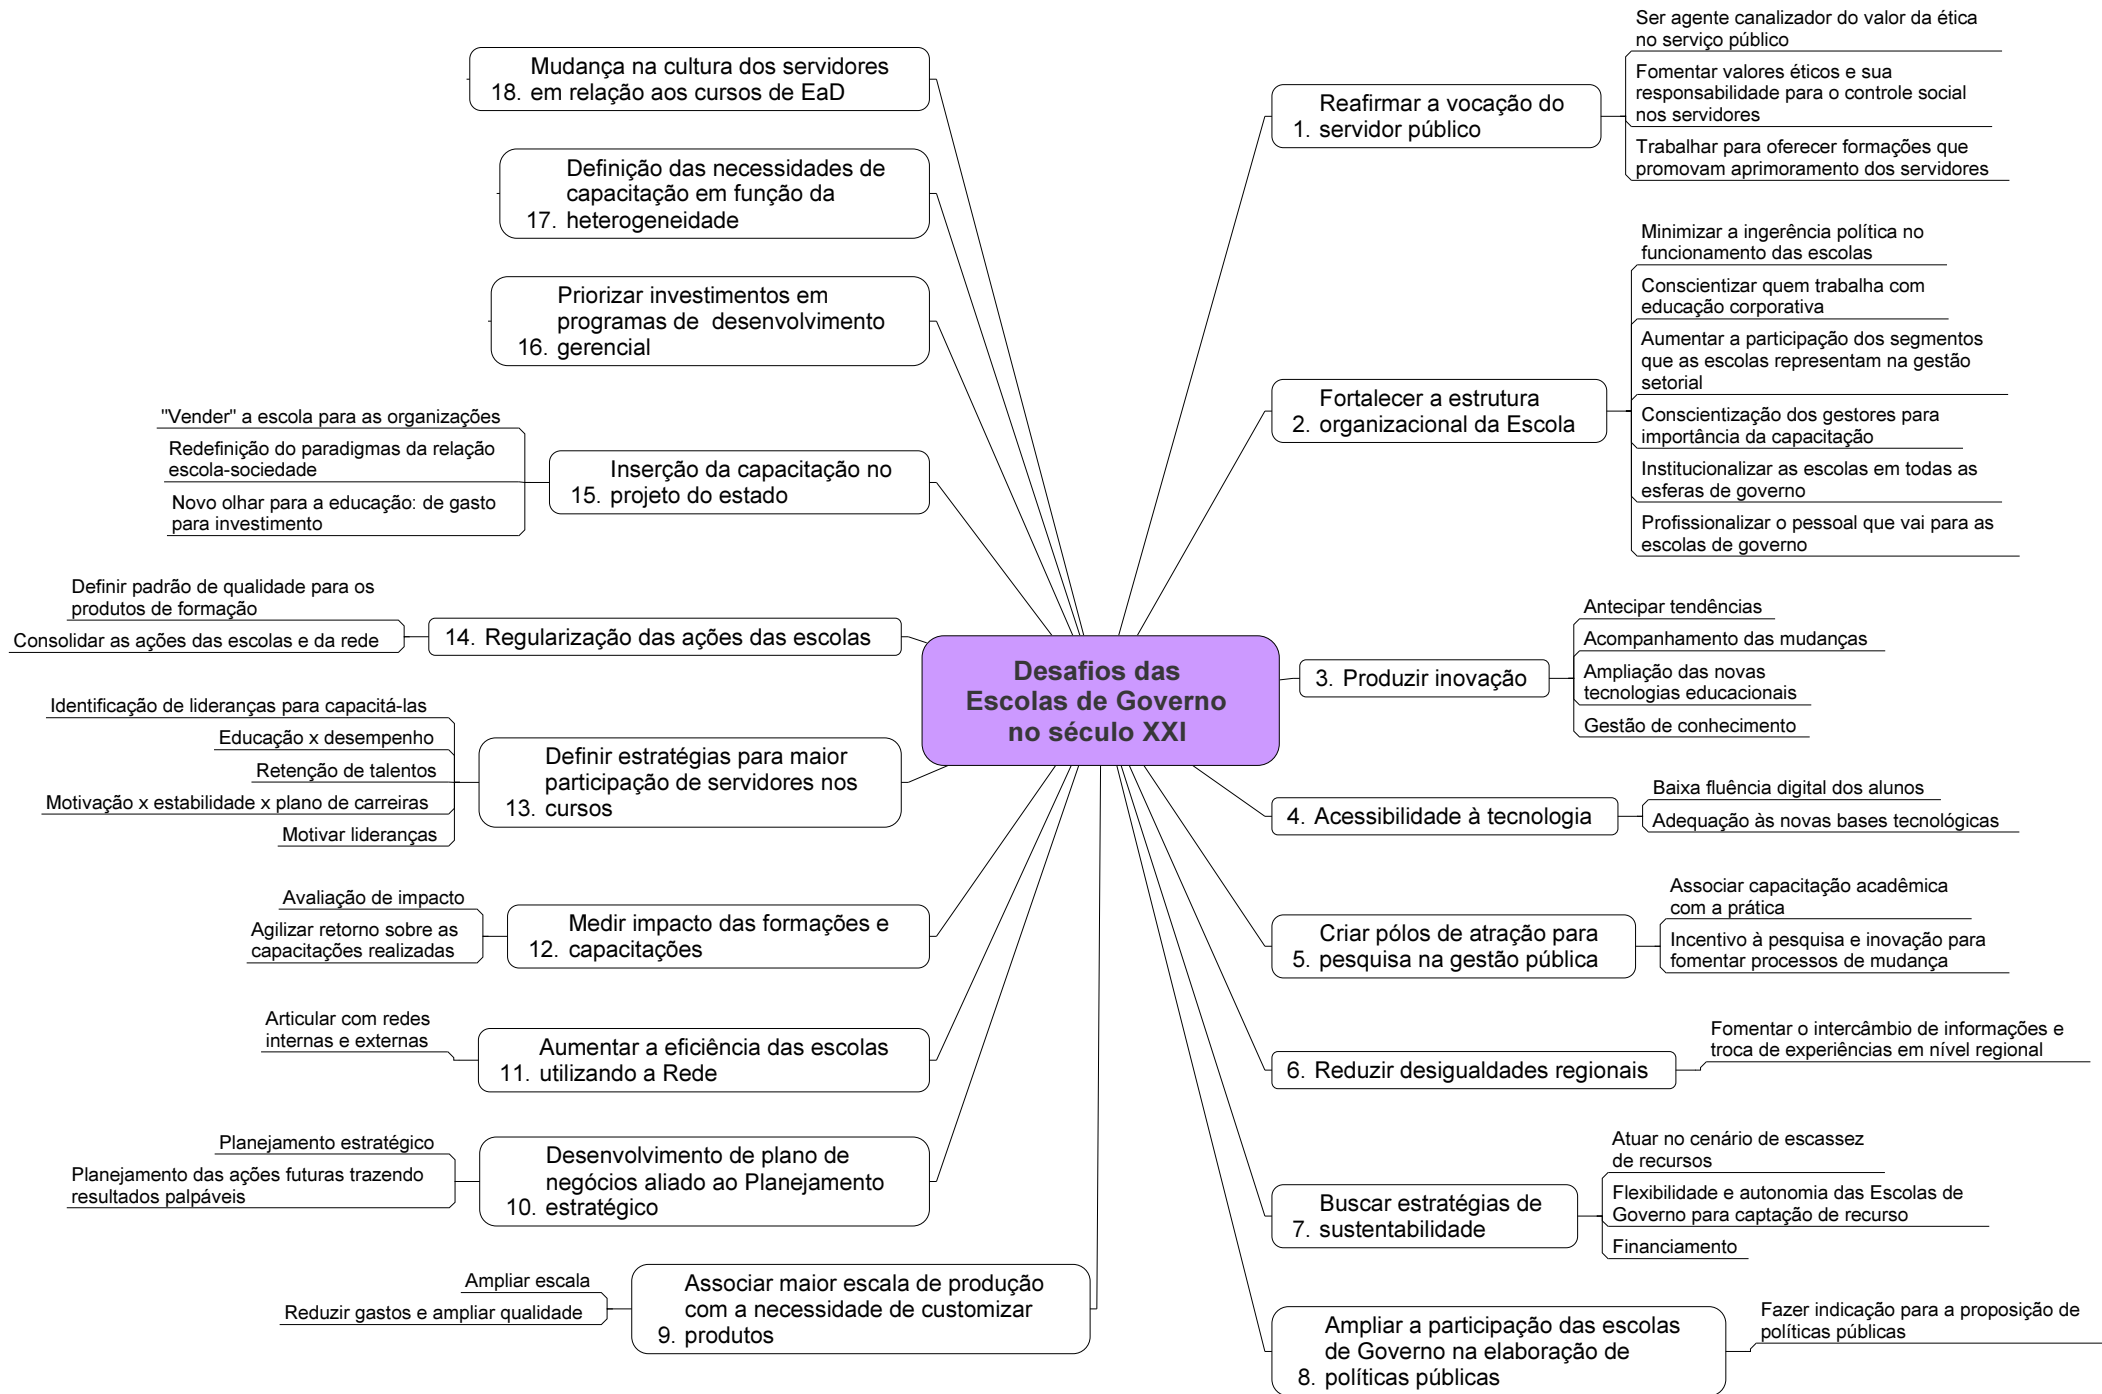 Desafios das
Escolas de Governo
no século XXI
1. Reafirmar a vocação do
servidor público
Ser agente canalizador do valor da ética
no serviço público
Fomentar valores éticos e sua
responsabilidade para o controle social
nos servidores
Trabalhar para oferecer formações que
promovam aprimoramento dos servidores
2. Fortalecer a estrutura
organizacional da Escola
Minimizar a ingerência política no
funcionamento das escolas
Conscientizar quem trabalha com
educação corporativa
Aumentar a participação dos segmentos
que as escolas representam na gestão
setorial
Conscientização dos gestores para
importância da capacitação
Institucionalizar as escolas em todas as
esferas de governo
Profissionalizar o pessoal que vai para as
escolas de governo
3. Produzir inovação
Antecipar tendências
Acompanhamento das mudanças
Ampliação das novas
tecnologias educacionais
Gestão de conhecimento
4. Acessibilidade à tecnologia
Baixa fluência digital dos alunos
Adequação às novas bases tecnológicas
5. Criar pólos de atração para
pesquisa na gestão pública
Associar capacitação acadêmica
com a prática
Incentivo à pesquisa e inovação para
fomentar processos de mudança
6. Reduzir desigualdades regionais
Fomentar o intercâmbio de informações e
troca de experiências em nível regional
7. Buscar estratégias de
sustentabilidade
Atuar no cenário de escassez
de recursos
Flexibilidade e autonomia das Escolas de
Governo para captação de recurso
Financiamento
8. Ampliar a participação das escolas
de Governo na elaboração de
políticas públicas
Fazer indicação para a proposição de
políticas públicas
9. Associar maior escala de produção
com a necessidade de customizar
produtos
Ampliar escala
Reduzir gastos e ampliar qualidade
10. Desenvolvimento de plano de
negócios aliado ao Planejamento
estratégico
Planejamento estratégico
Planejamento das ações futuras trazendo
resultados palpáveis
11. Aumentar a eficiência das escolas
utilizando a Rede
Articular com redes
internas e externas
12. Medir impacto das formações e
capacitações
Avaliação de impacto
Agilizar retorno sobre as
capacitações realizadas
13. Definir estratégias para maior
participação de servidores nos
cursos
Identificação de lideranças para capacitá-las
Educação x desempenho
Retenção de talentos
Motivação x estabilidade x plano de carreiras
Motivar lideranças
14. Regularização das ações das escolas
Definir padrão de qualidade para os
produtos de formação
Consolidar as ações das escolas e da rede
15. Inserção da capacitação no
projeto do estado
"Vender" a escola para as organizações
Redefinição do paradigmas da relação
escola-sociedade
Novo olhar para a educação: de gasto
para investimento
16. Priorizar investimentos em
programas de desenvolvimento
gerencial
17. Definição das necessidades de
capacitação em função da
heterogeneidade
18. Mudança na cultura dos servidores
em relação aos cursos de EaD